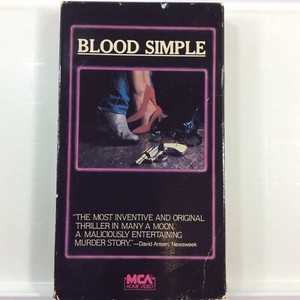 BLOOD SIMPLE
"THE MOST INVENTIVE AND ORIGINAL
THRILLER IN MANY A MOON.
A MALICIOUSLY ENTERTAINING
MURDER STORY." —David Ansen, Newsweek
MCA
HOME VIDEO